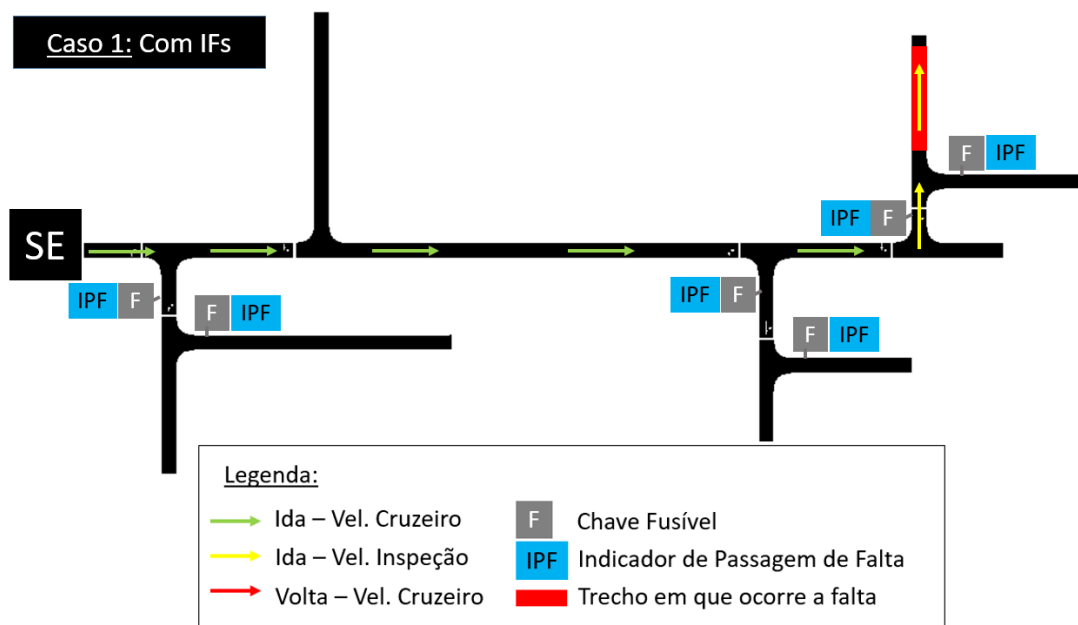 Caso 1: Com IFs
F IPF
IPF F
SE
IPF F
F IPF
IPF F
F IPF
Legenda:
Ida – Vel. Cruzeiro
Ida – Vel. Inspeção
Volta – Vel. Cruzeiro
F Chave Fusível
IPF Indicador de Passagem de Falta
Trecho em que ocorre a falta